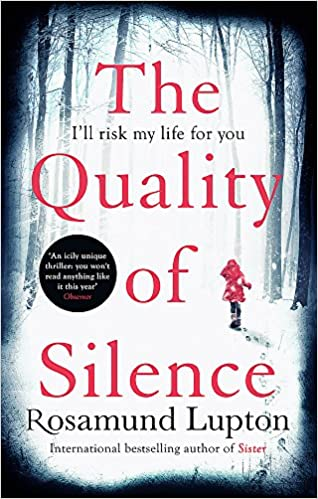 The
I'll risk my life for you
Quality
of
'An icily unique
thriller: you won't
read anything like
it this year'
Observer
Silence
Rosamund Lupton
International bestselling author of Sister